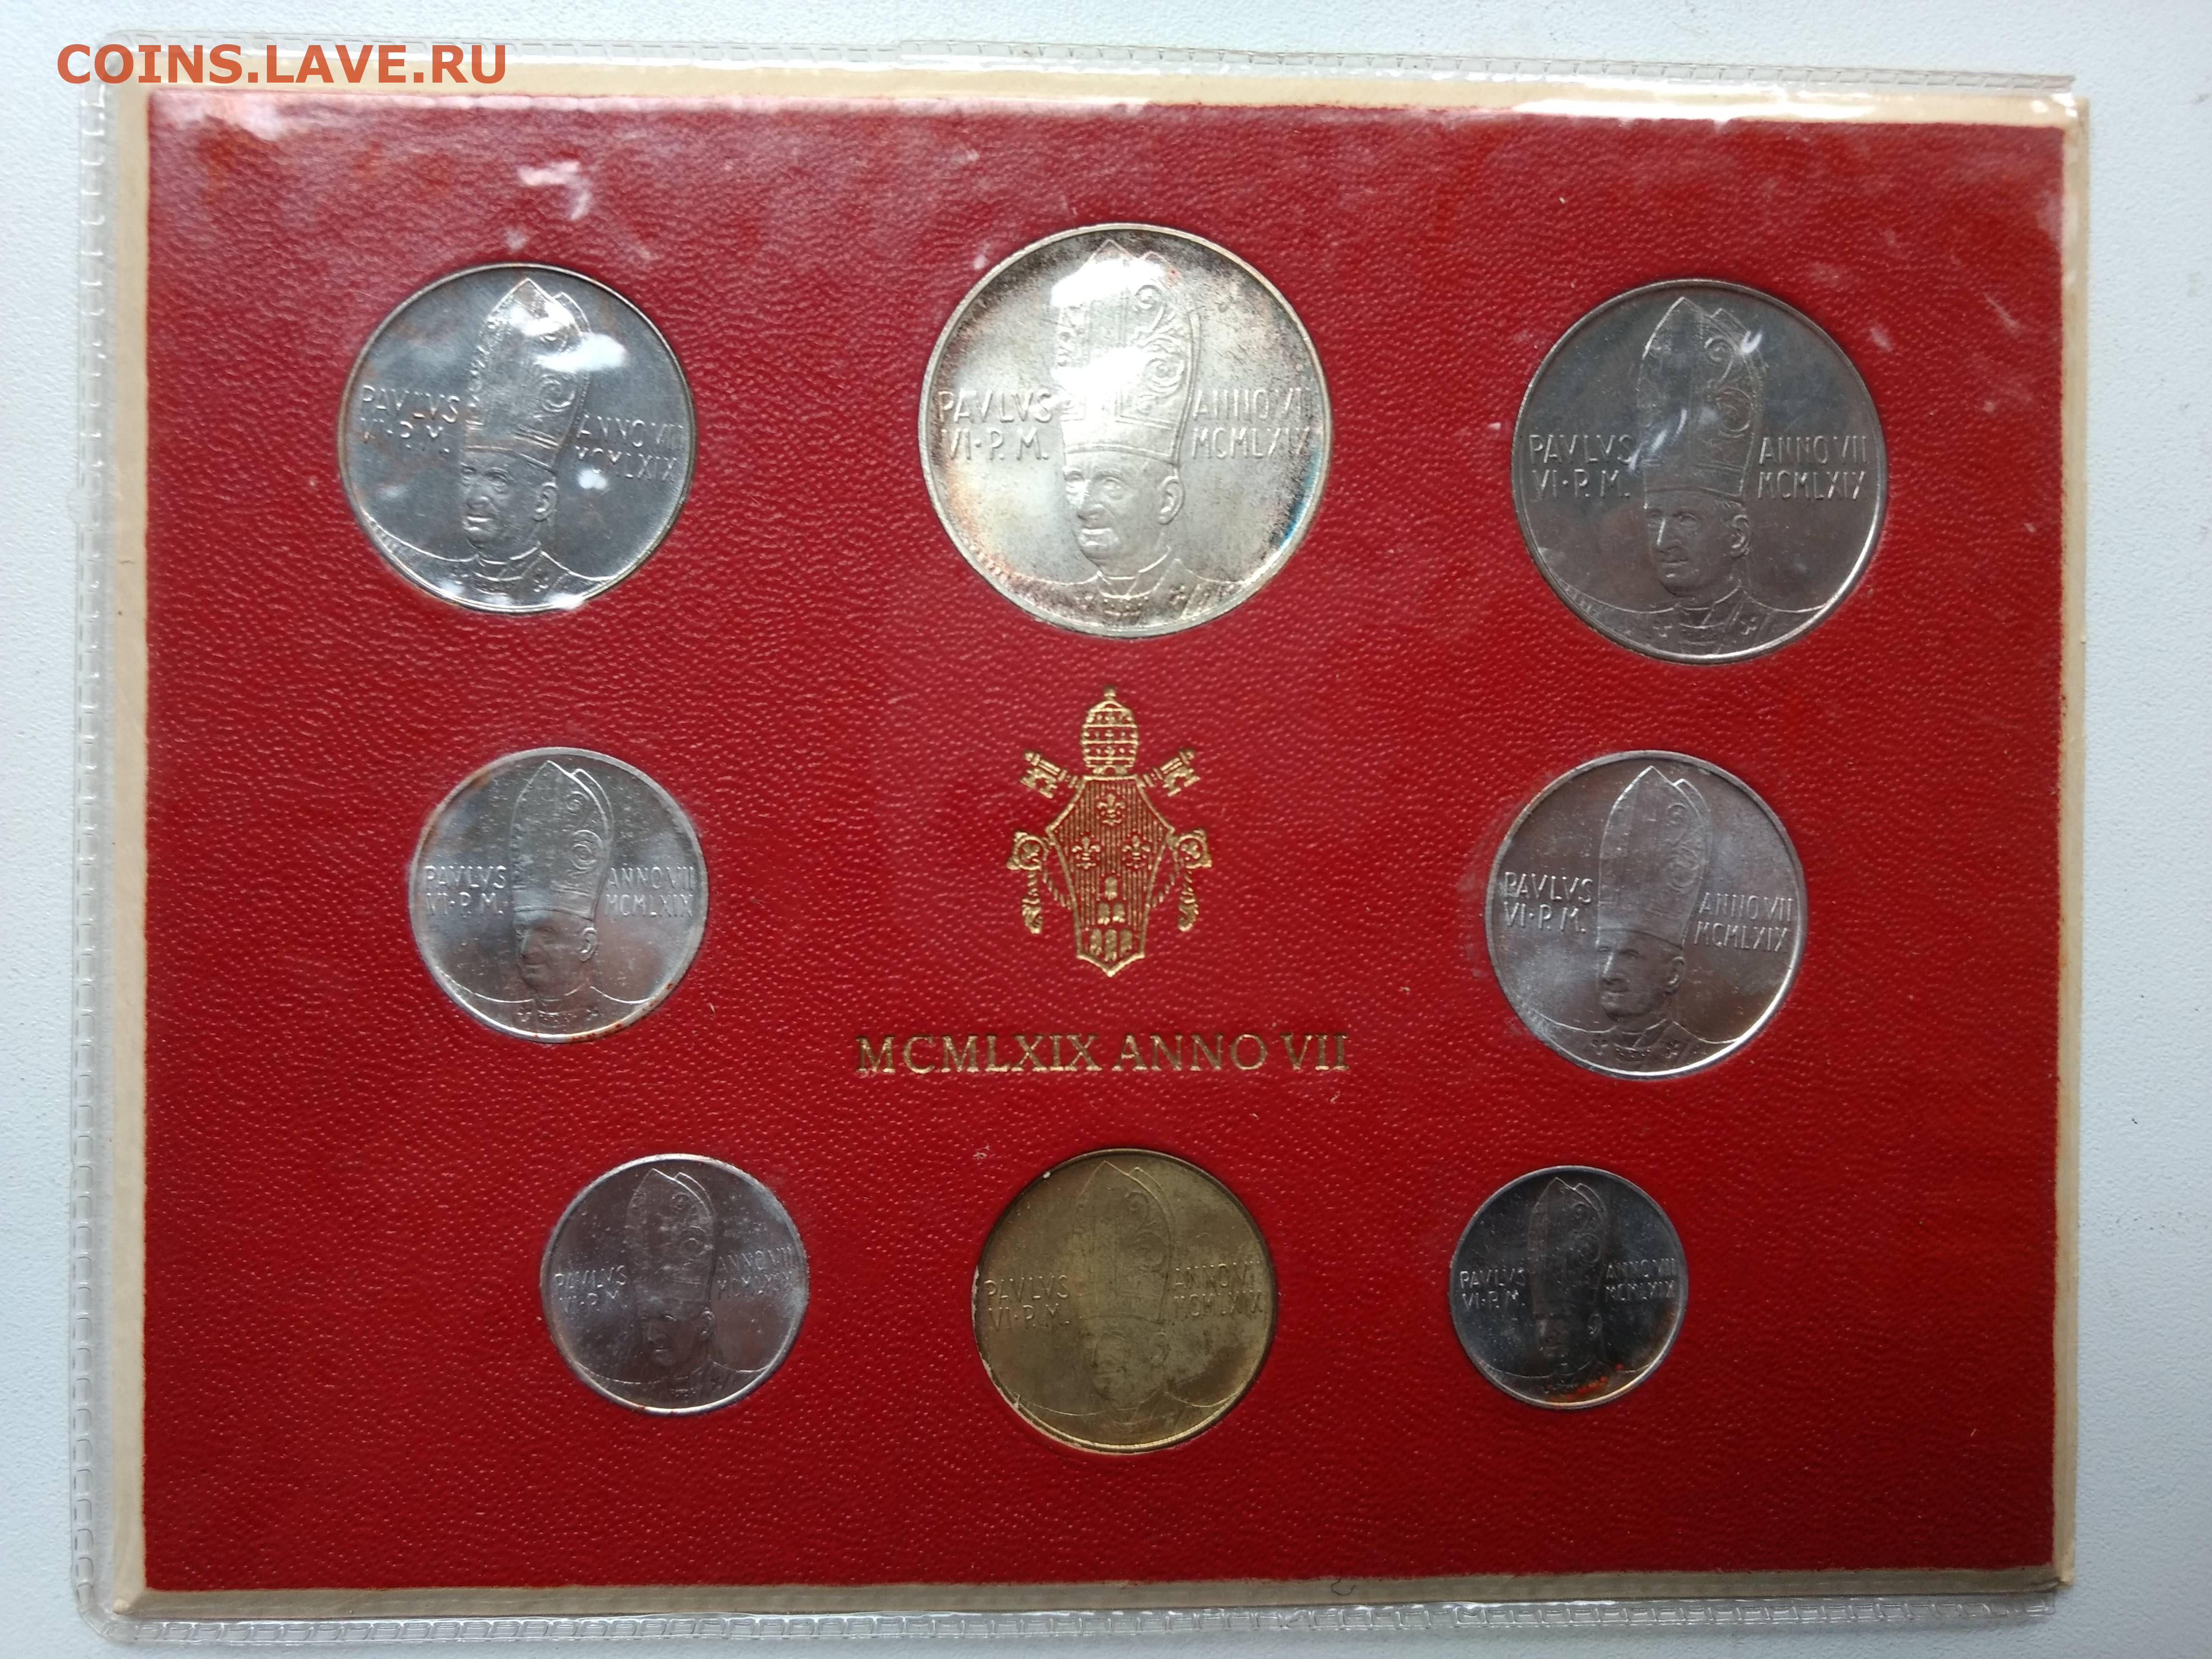 COINS.LAVE.RU
PAVLVS
VI·P.M.
ANNO VII
MCMLXIX
PAVLVS
VI·P.M.
ANNO VII
MCMLXIX
PAVLVS
VI·P.M.
ANNO VII
MCMLXIX
PAVLVS
VI·P.M.
ANNO VII
MCMLXIX
PAVLVS
VI·P.M.
ANNO VII
MCMLXIX
MCMLXIX ANNO VII
PAVLVS
VI·P.M.
ANNO VII
MCMLXIX
PAVLVS
VI·P.M.
ANNO VII
MCMLXIX
PAVLVS
VI·P.M.
ANNO VII
MCMLXIX